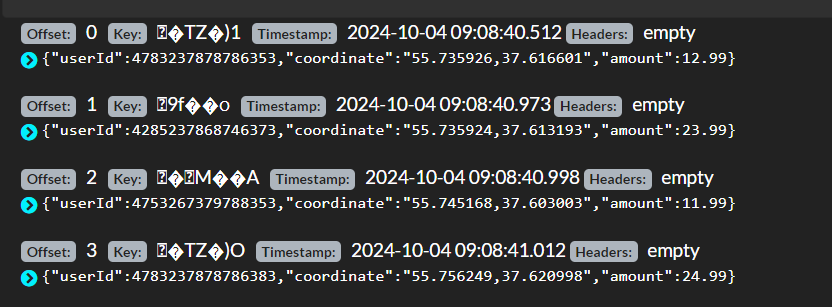 Offset: 0 Key: �TZ�)1 Timestamp: 2024-10-04 09:08:40.512 Headers: empty
{"userId":4783237878786353,"coordinate":"55.735926,37.616601","amount":12.99}
Offset: 1 Key: 9f��o Timestamp: 2024-10-04 09:08:40.973 Headers: empty
{"userId":4285237868746373,"coordinate":"55.735924,37.613193","amount":23.99}
Offset: 2 Key: �M��A Timestamp: 2024-10-04 09:08:40.998 Headers: empty
{"userId":4753267379788353,"coordinate":"55.745168,37.603003","amount":11.99}
Offset: 3 Key: �TZ�)O Timestamp: 2024-10-04 09:08:41.012 Headers: empty
{"userId":4783237878786383,"coordinate":"55.756249,37.620998","amount":24.99}